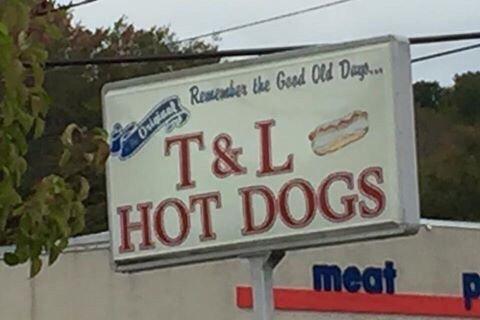 Remember the Good Old Days...
The Original
T & L
HOT DOGS
meat p